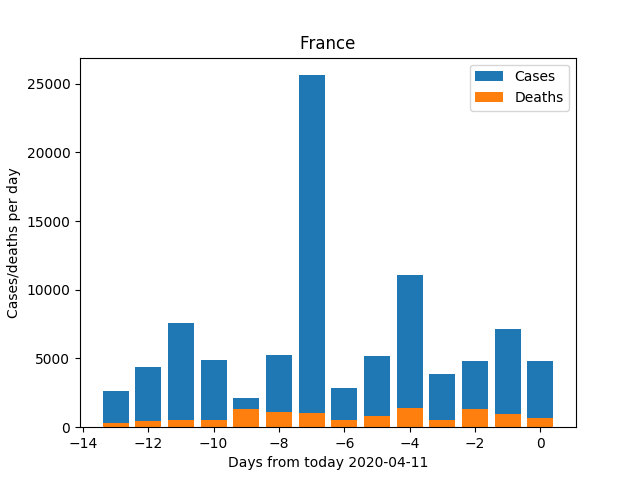 France
Cases
Deaths
25000
20000
15000
10000
5000
0
Cases/deaths per day
−14 −12 −10 −8 −6 −4 −2 0
Days from today 2020-04-11